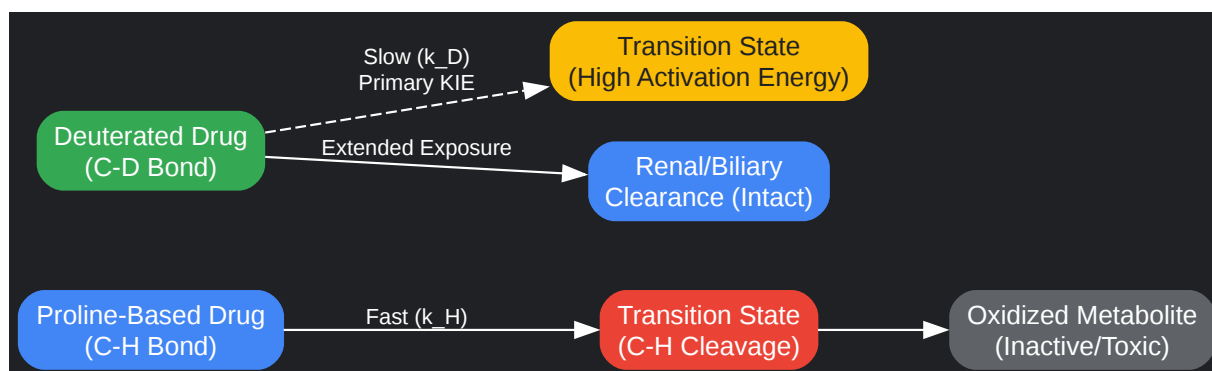 Slow (k_D)
Primary KIE
Transition State
(High Activation Energy)
Deuterated Drug
(C-D Bond)
Extended Exposure
Renal/Biliary
Clearance (Intact)
Proline-Based Drug
(C-H Bond)
Fast (k_H)
Transition State
(C-H Cleavage)
Oxidized Metabolite
(Inactive/Toxic)